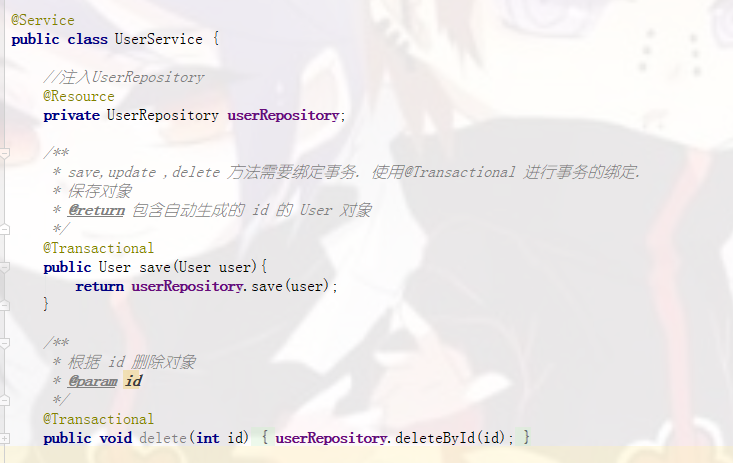 @Service
public class UserService {
//注入UserRepository
@Resource
private UserRepository userRepository;
/**
* save,update ,delete 方法需要绑定事务. 使用@Transactional 进行事务的绑定.
* 保存对象
* @return 包含自动生成的 id 的 User 对象
*/
@Transactional
public User save(User user){
return userRepository.save(user);
}
/**
* 根据 id 删除对象
* @param id
*/
@Transactional
public void delete(int id) { userRepository.deleteById(id); }